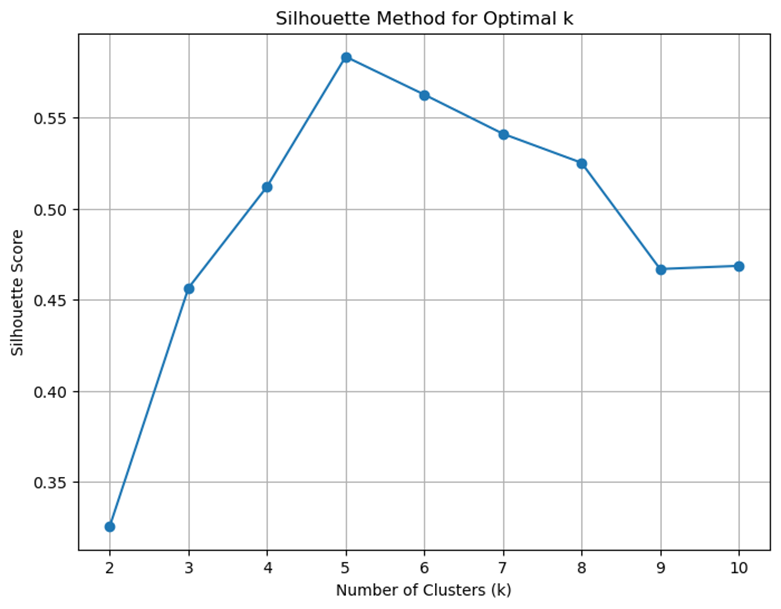 Silhouette Method for Optimal k
Silhouette Score
0.55
0.50
0.45
0.40
0.35
2 3 4 5 6 7 8 9 10
Number of Clusters (k)